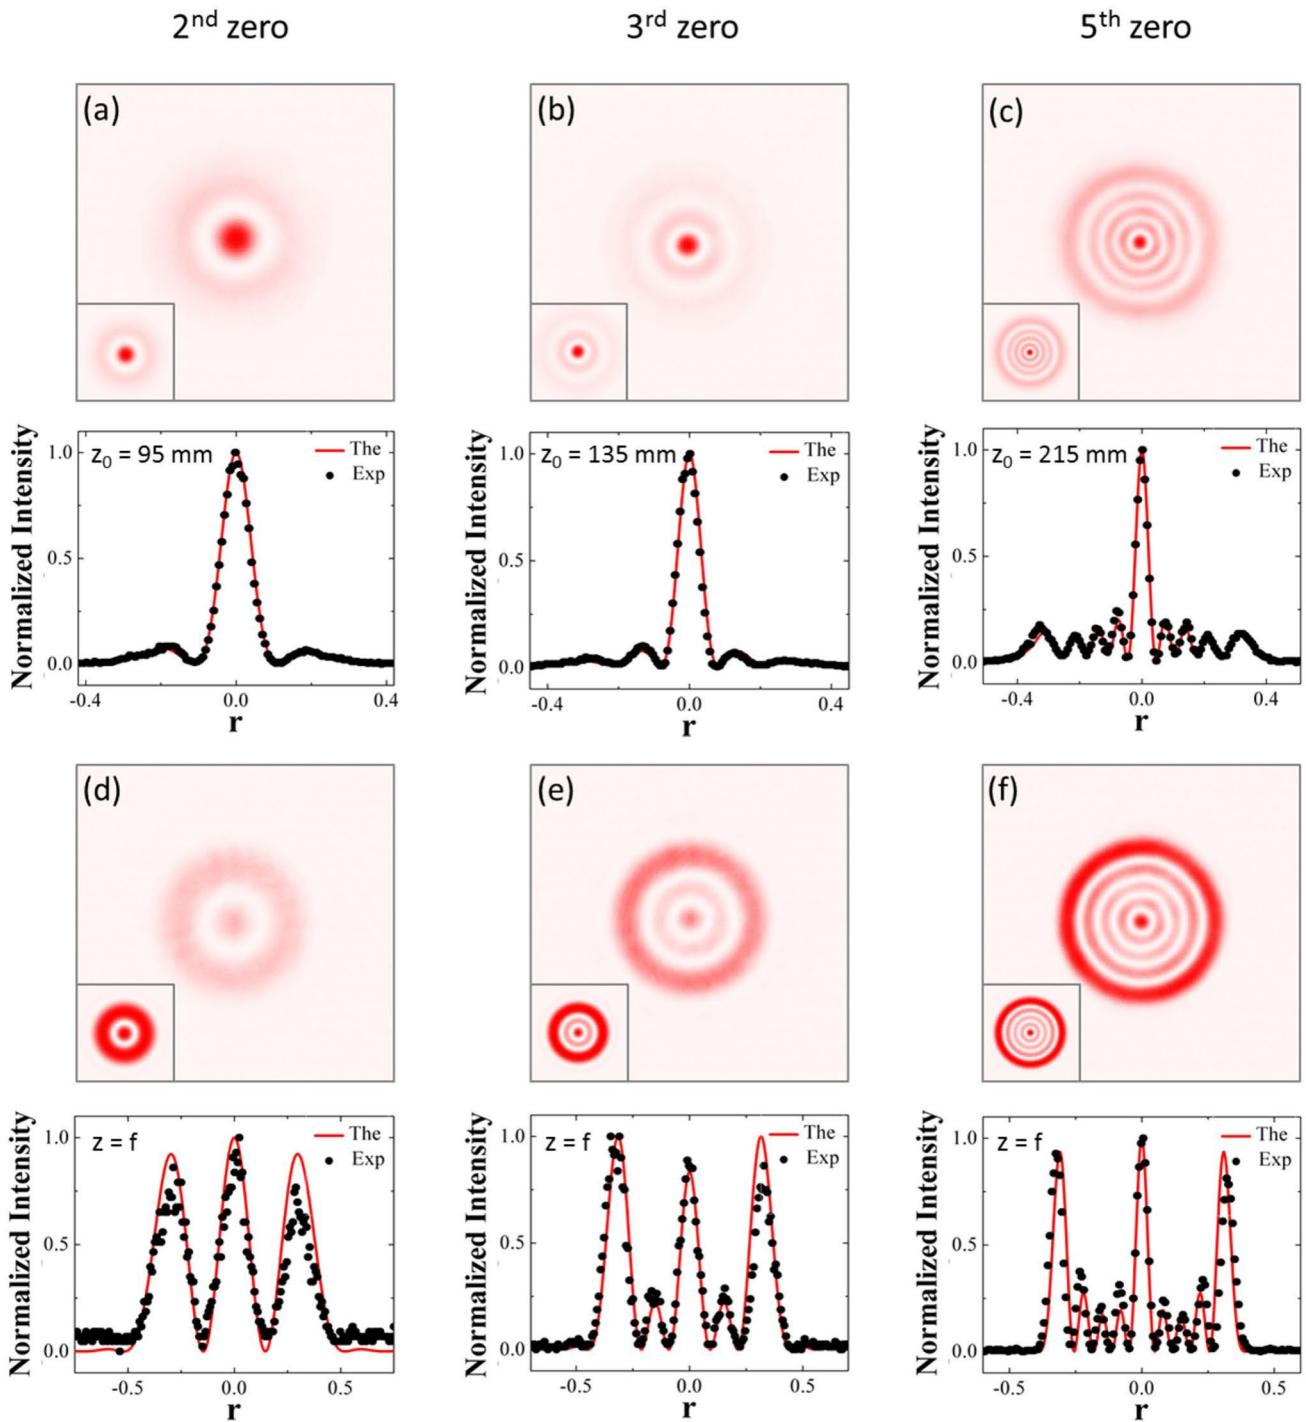 2nd zero
3rd zero
5th zero
(a)
(b)
(c)
Normalized Intensity
1.0
0.5
0.0
z0 = 95 mm
The
Exp
-0.4
0.0
0.4
r
Normalized Intensity
1.0
0.5
0.0
z0 = 135 mm
The
Exp
-0.4
0.0
0.4
r
Normalized Intensity
1.0
0.5
0.0
z0 = 215 mm
The
Exp
-0.4
0.0
0.4
r
(d)
(e)
(f)
Normalized Intensity
1.0
0.5
0.0
z = f
The
Exp
-0.5
0.0
0.5
r
Normalized Intensity
1.0
0.5
0.0
z = f
The
Exp
-0.5
0.0
0.5
r
Normalized Intensity
1.0
0.5
0.0
z = f
The
Exp
-0.5
0.0
0.5
r